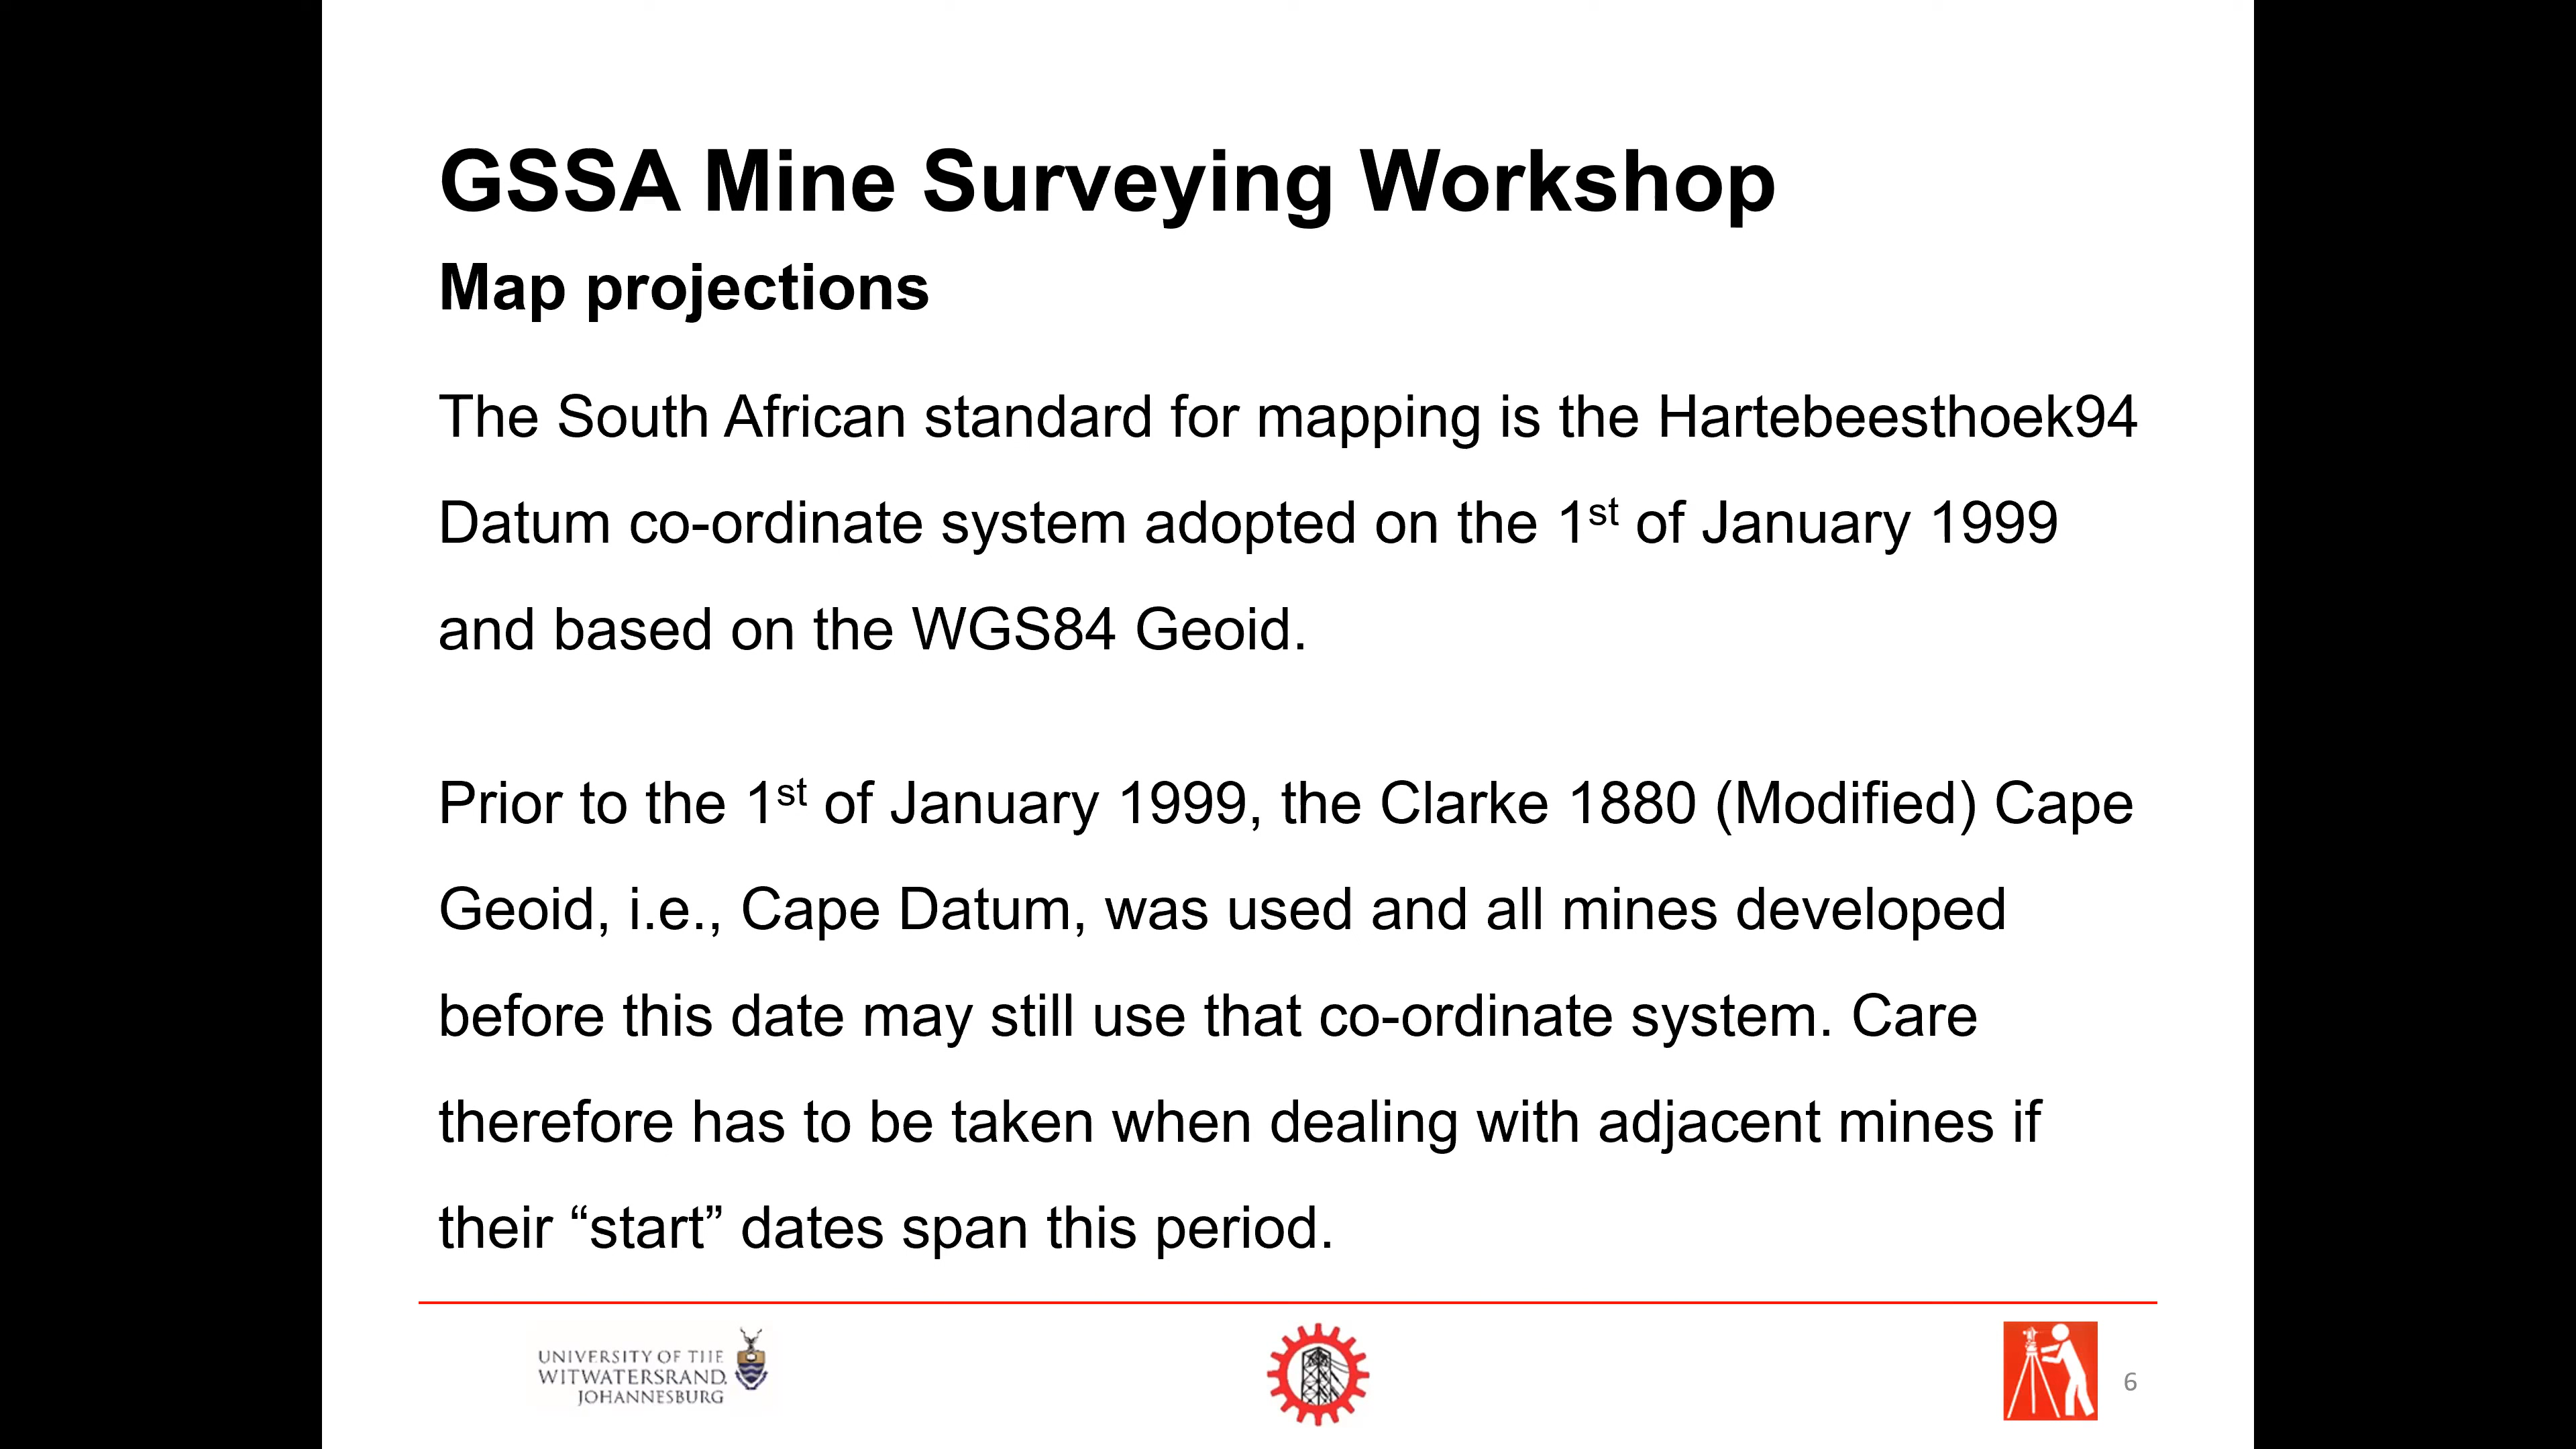 GSSA Mine Surveying Workshop
Map projections
The South African standard for mapping is the Hartebeesthoek94
Datum co-ordinate system adopted on the 1st of January 1999
and based on the WGS84 Geoid.
Prior to the 1st of January 1999, the Clarke 1880 (Modified) Cape
Geoid, i.e., Cape Datum, was used and all mines developed
before this date may still use that co-ordinate system. Care
therefore has to be taken when dealing with adjacent mines if
their “start” dates span this period.
UNIVERSITY OF THE
WITWATERSRAND,
JOHANNESBURG
6